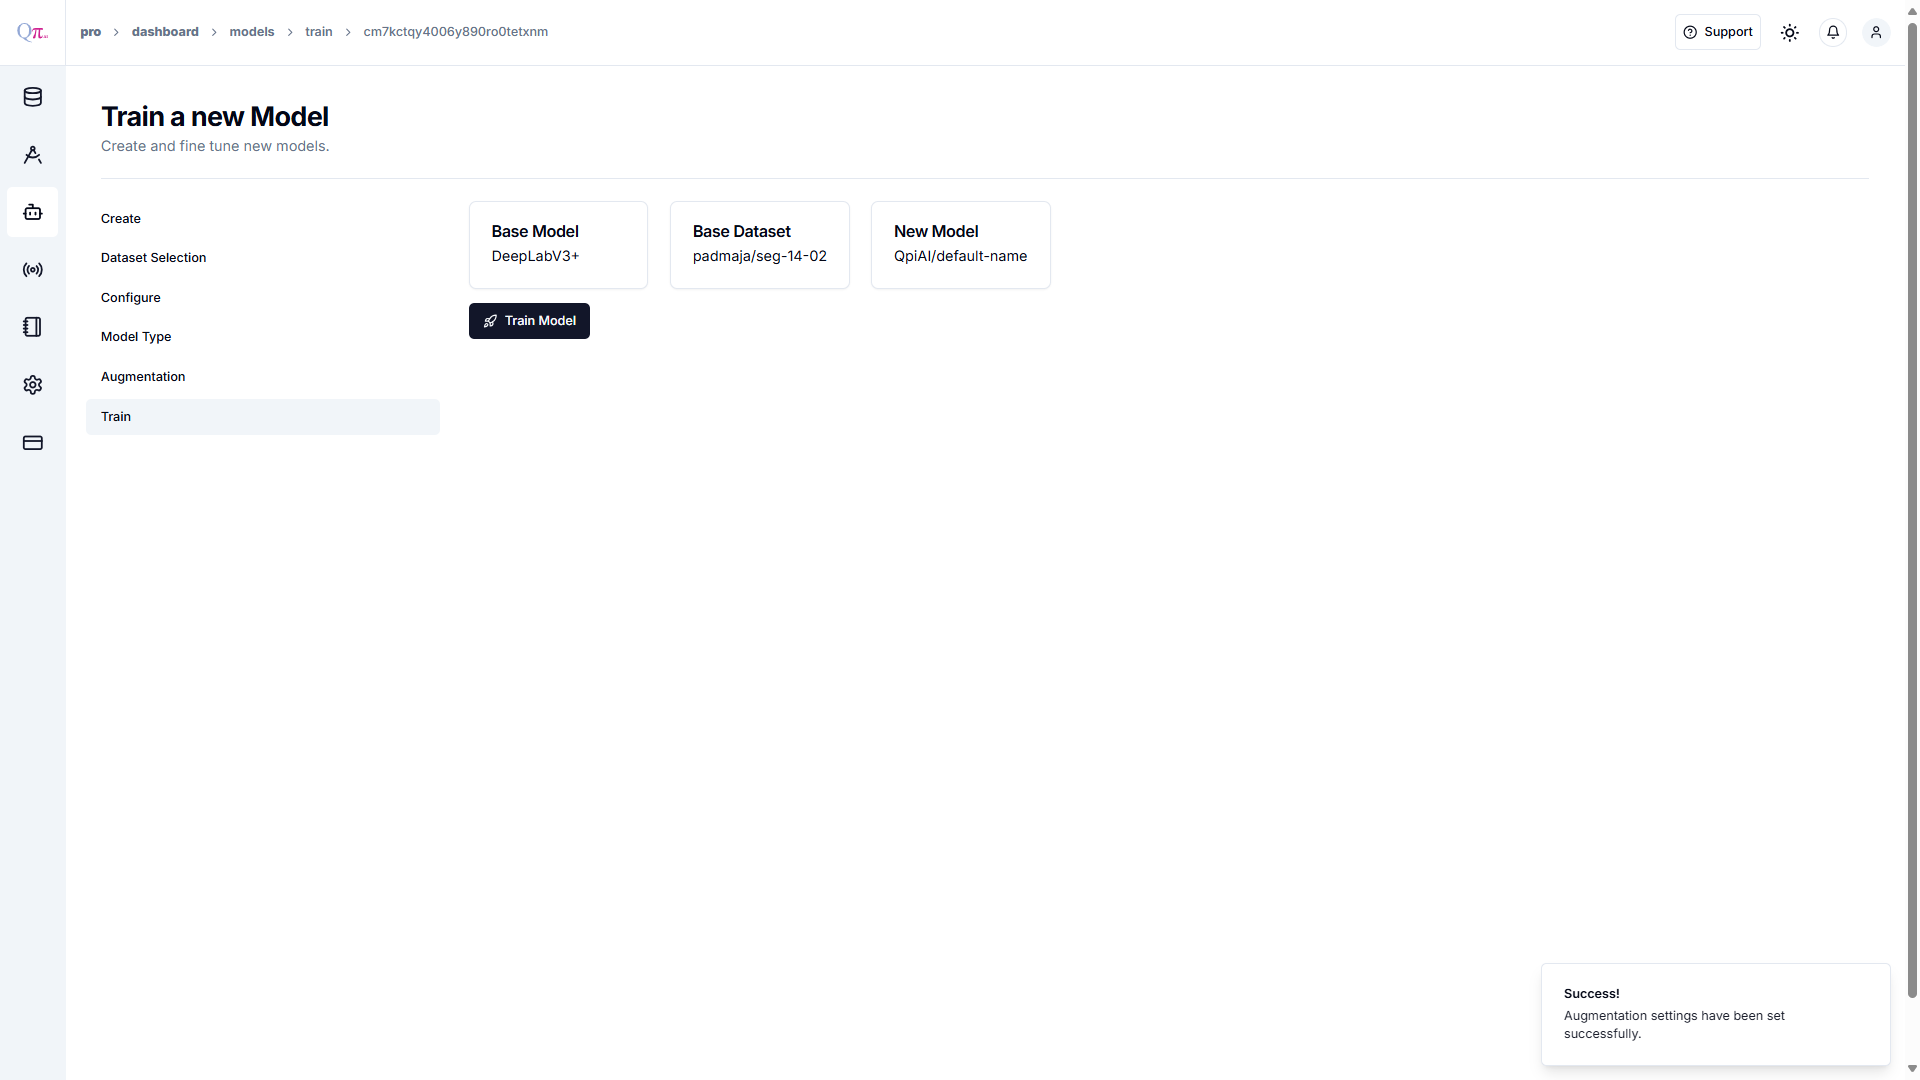 Qπ.AI
pro > dashboard > models > train > cm7kctqy4006y890ro0tetxnm
Support
Train a new Model
Create and fine tune new models.
Create
Dataset Selection
Configure
Model Type
Augmentation
Train
Base Model
DeepLabV3+
Base Dataset
padmaja/seg-14-02
New Model
QpiAI/default-name
Train Model
Success!
Augmentation settings have been set
successfully.